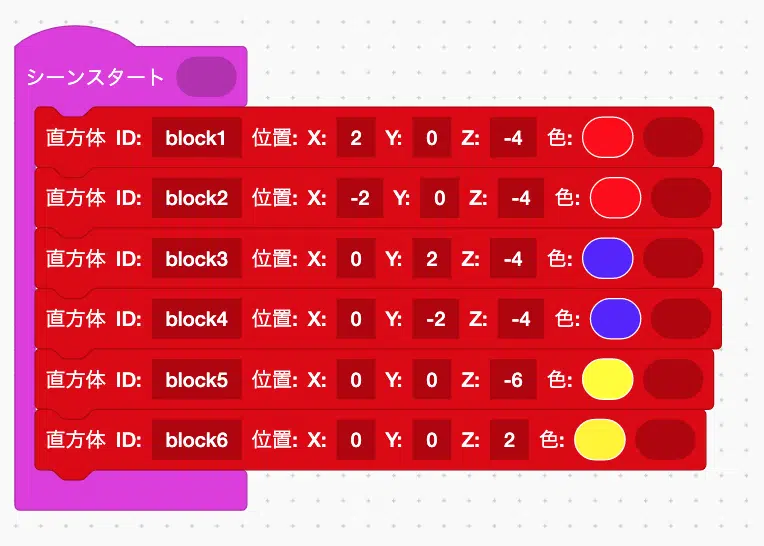 シーンスタート
直方体 ID: block1 位置: X: 2 Y: 0 Z: -4 色:
直方体 ID: block2 位置: X: -2 Y: 0 Z: -4 色:
直方体 ID: block3 位置: X: 0 Y: 2 Z: -4 色:
直方体 ID: block4 位置: X: 0 Y: -2 Z: -4 色:
直方体 ID: block5 位置: X: 0 Y: 0 Z: -6 色:
直方体 ID: block6 位置: X: 0 Y: 0 Z: 2 色: